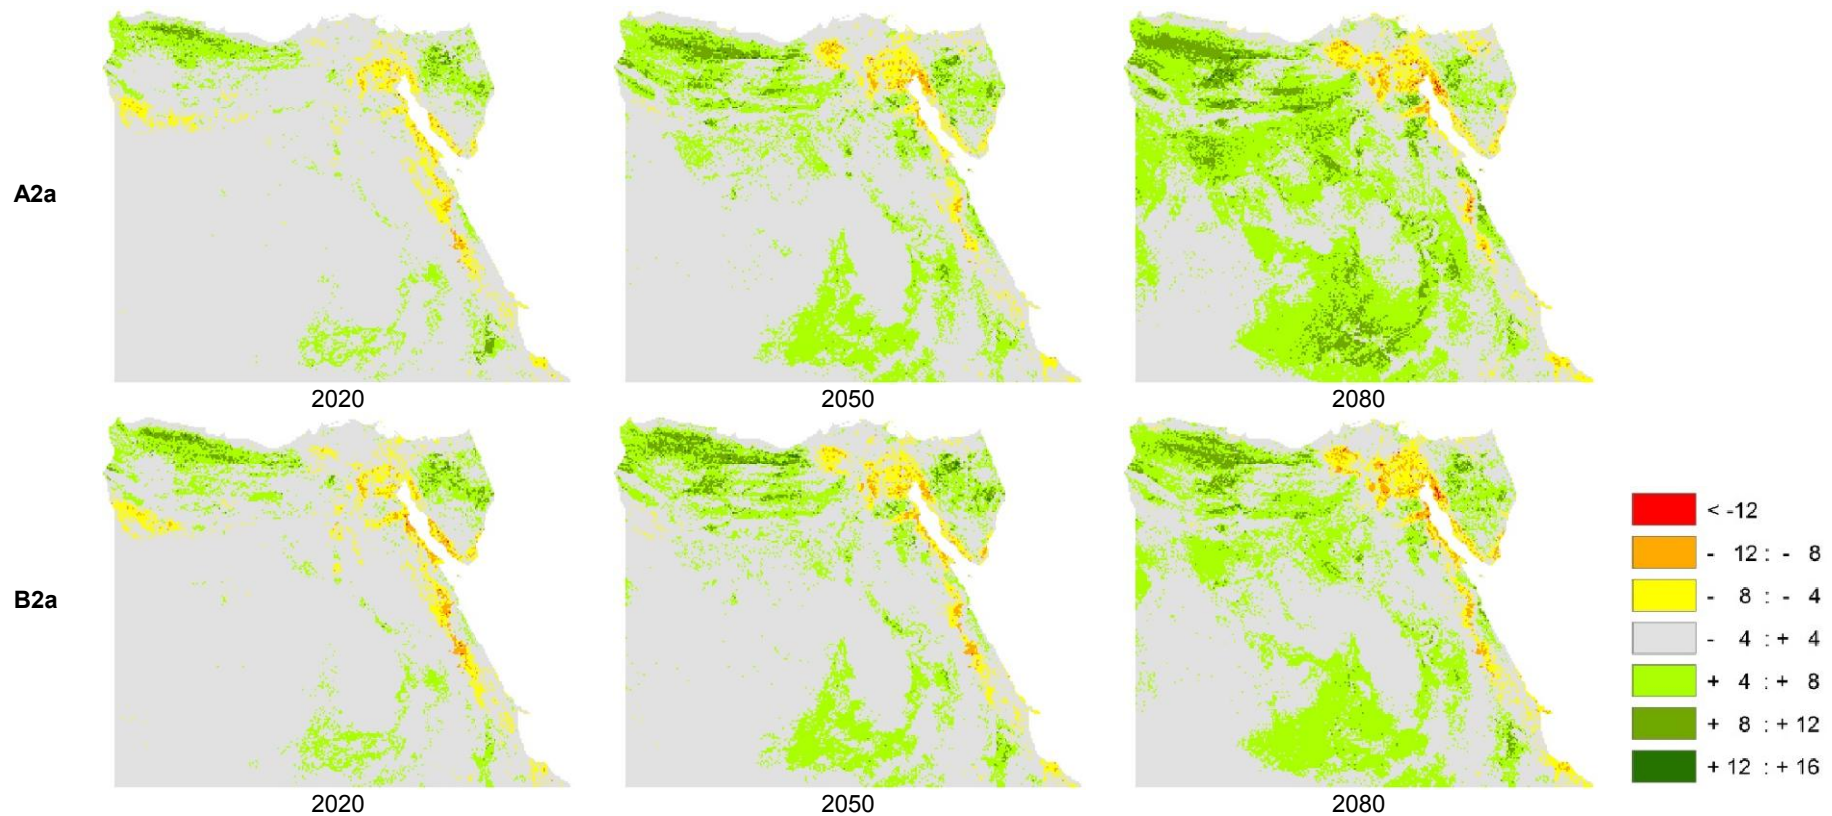 A2a
2020
2050
2080
B2a
2020
2050
2080
< -12
- 12 : - 8
- 8 : - 4
- 4 : + 4
+ 4 : + 8
+ 8 : + 12
+ 12 : + 16